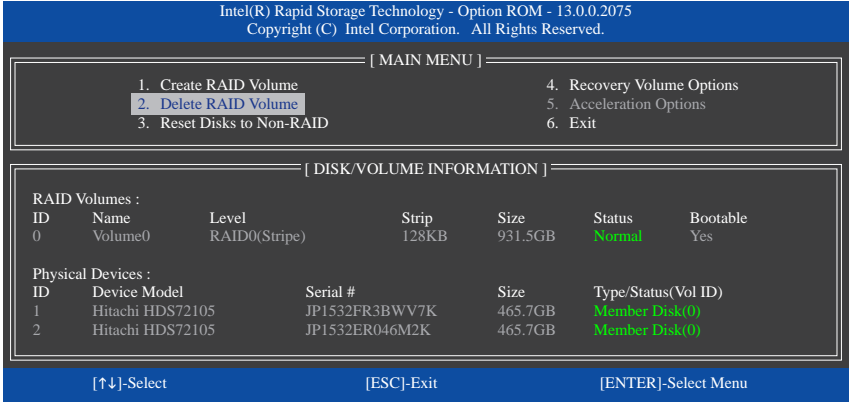 Intel(R) Rapid Storage Technology - Option ROM - 13.0.0.2075
Copyright (C) Intel Corporation. All Rights Reserved.
[ MAIN MENU ]
1. Create RAID Volume 4. Recovery Volume Options
2. Delete RAID Volume 5. Acceleration Options
3. Reset Disks to Non-RAID 6. Exit
[ DISK/VOLUME INFORMATION ]
RAID Volumes :
ID Name Level Strip Size Status Bootable
0 Volume0 RAID0(Stripe) 128KB 931.5GB Normal Yes
Physical Devices :
ID Device Model Serial # Size Type/Status(Vol ID)
1 Hitachi HDS72105 JP1532FR3BWV7K 465.7GB Member Disk(0)
2 Hitachi HDS72105 JP1532ER046M2K 465.7GB Member Disk(0)
[↑↓]-Select [ESC]-Exit [ENTER]-Select Menu